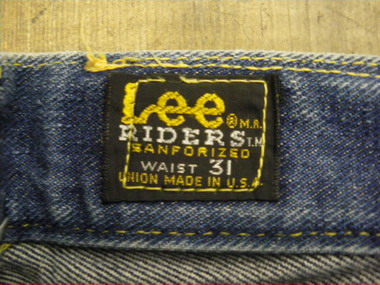 Lee ® M.R.
RIDERS T.M.
SANFORIZED
WAIST 31
UNION MADE IN U.S.A.